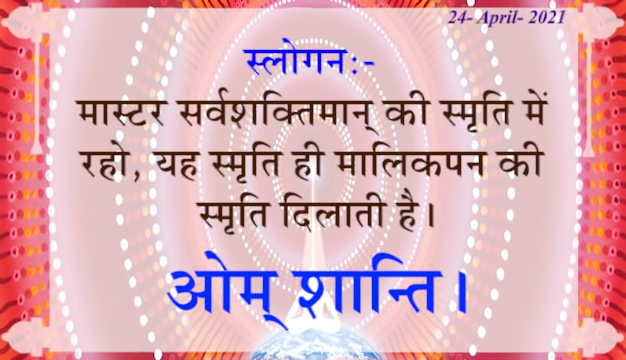 24- April- 2021
स्लोगन:-
मास्टर सर्वशक्तिमान् की स्मृति में
रहो, यह स्मृति ही मालिकपन की
स्मृति दिलाती है।
ओम् शान्ति।